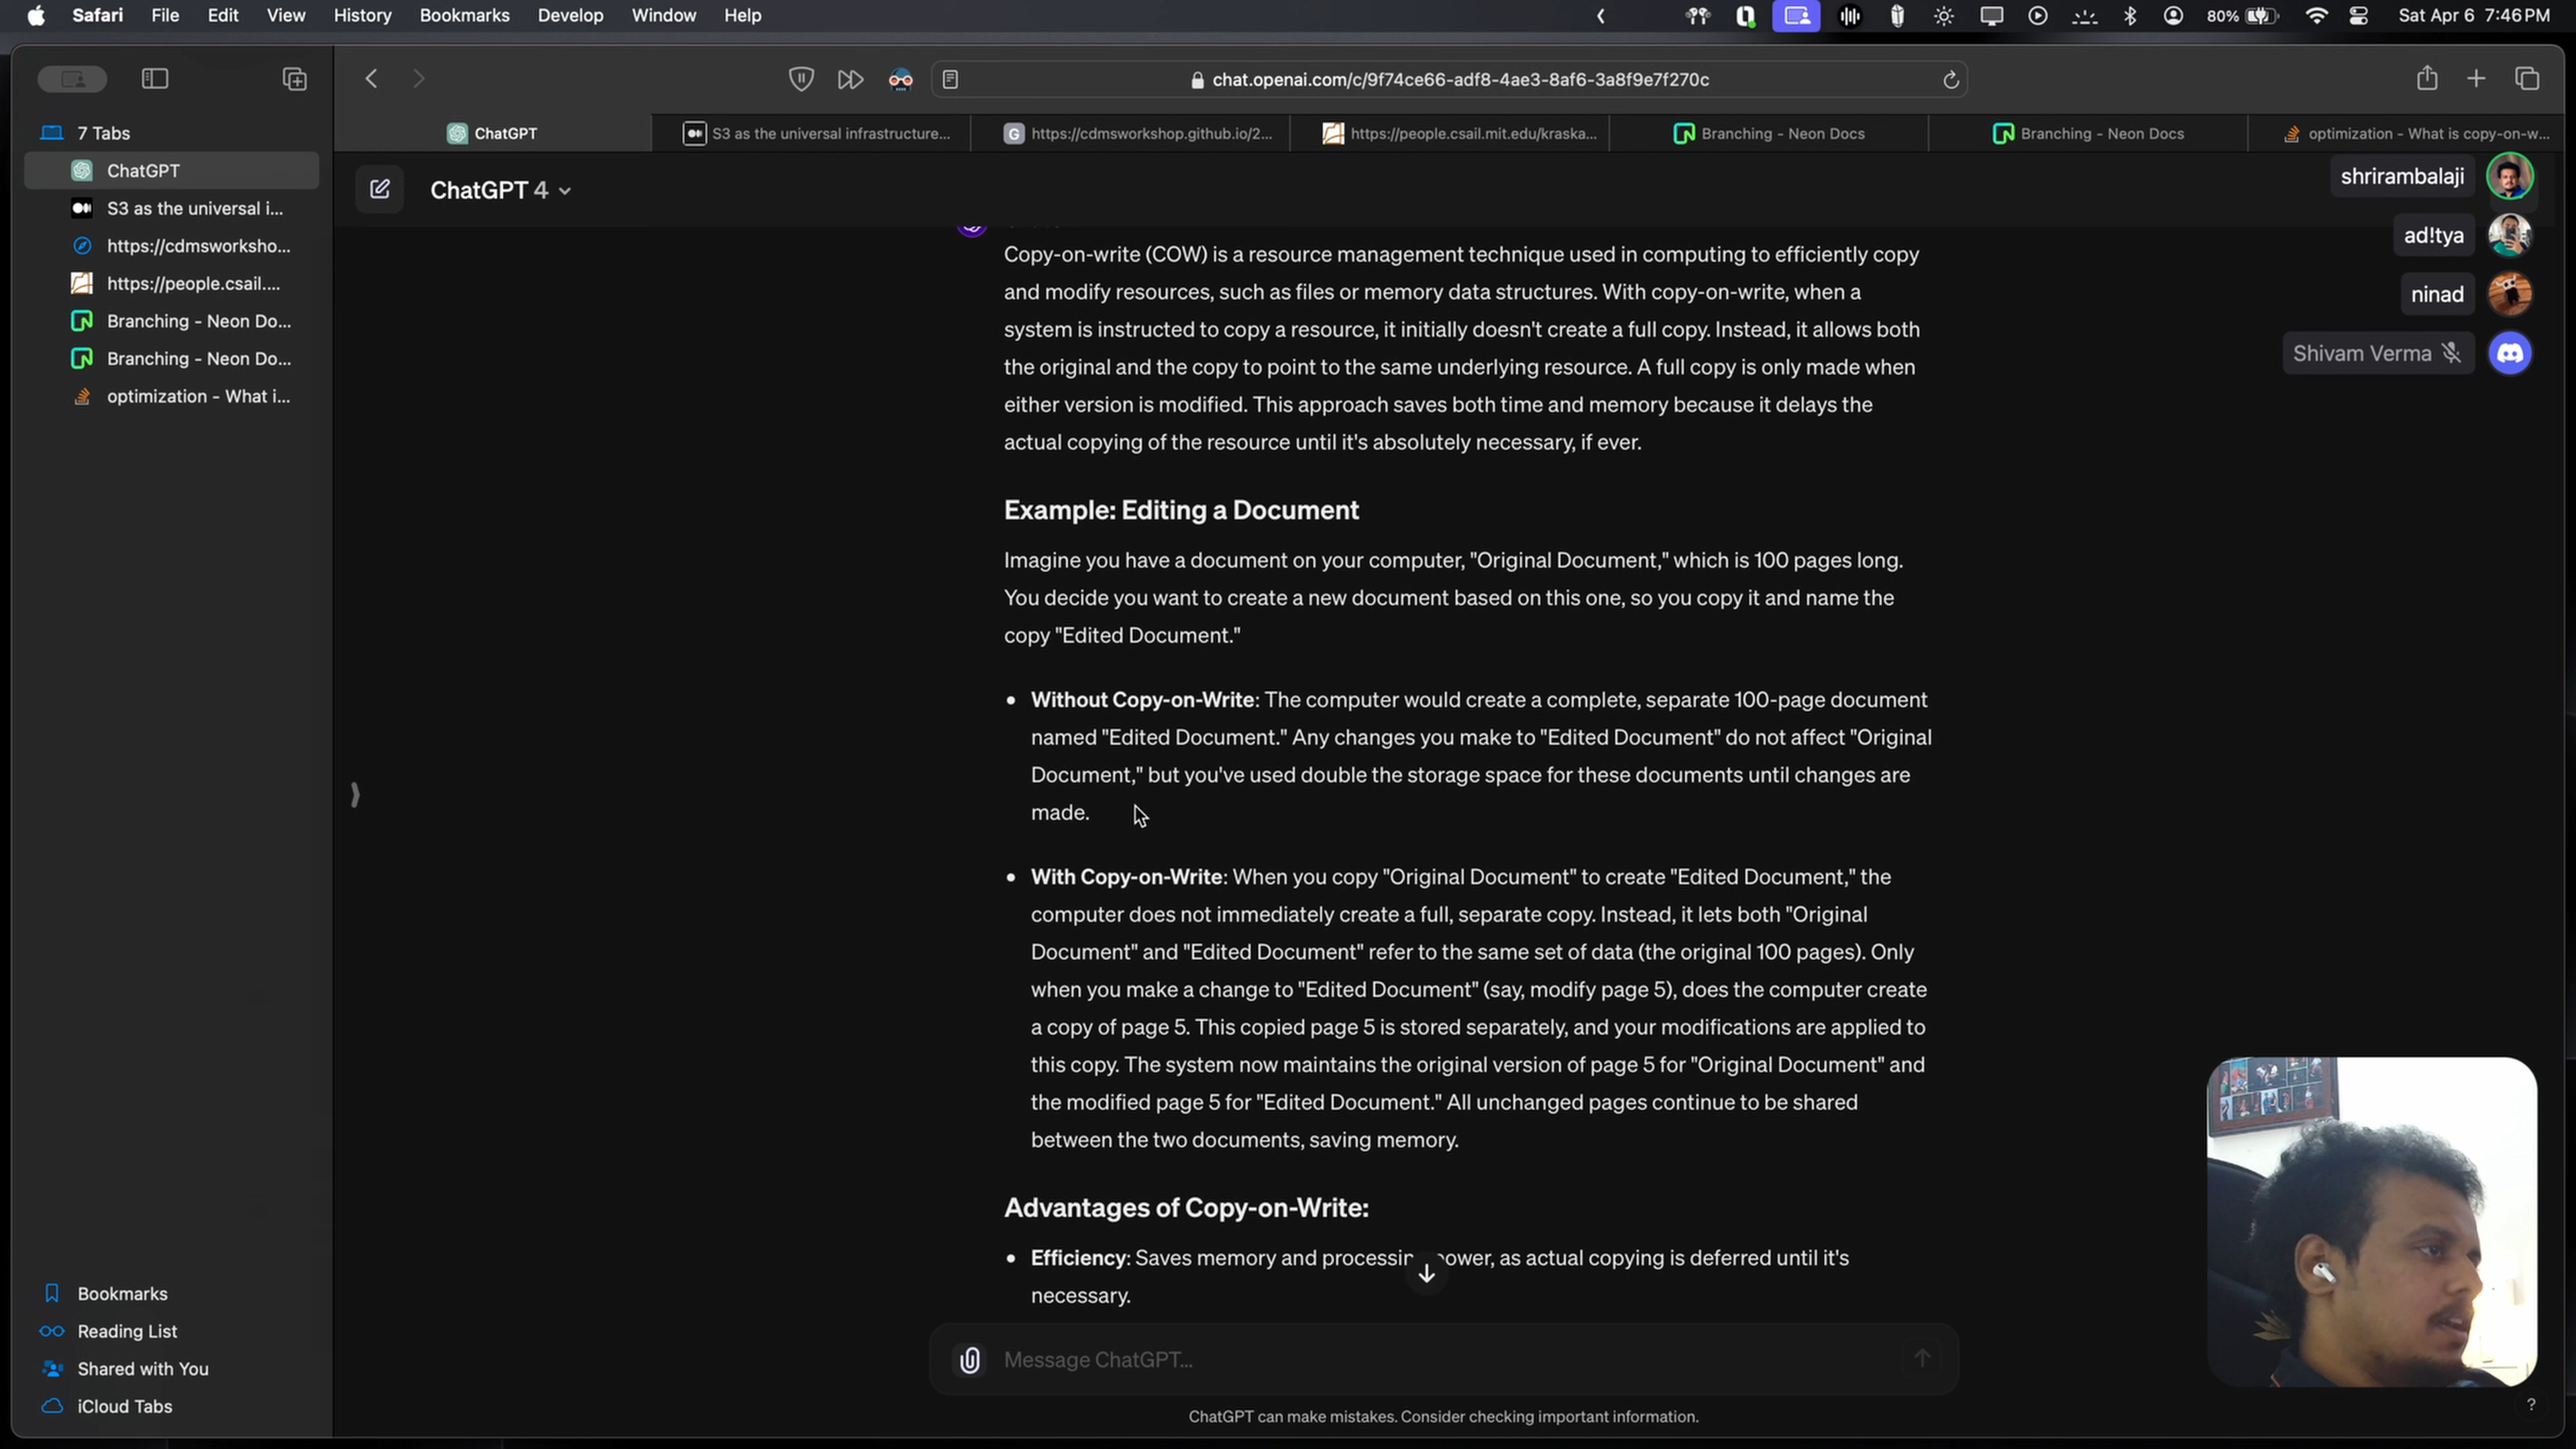 Safari File Edit View History Bookmarks Develop Window Help 80% Sat Apr 6 7:46 PM
chat.openai.com/c/9f74ce66-adf8-4ae3-8af6-3a8f9e7f270c
7 Tabs
ChatGPT
S3 as the universal i...
https://cdmsworksho...
https://people.csail....
Branching - Neon Do...
Branching - Neon Do...
optimization - What i...
Bookmarks
Reading List
Shared with You
iCloud Tabs
ChatGPT
S3 as the universal infrastructure...
G https://cdmsworkshop.github.io/2...
https://people.csail.mit.edu/kraska...
Branching - Neon Docs
Branching - Neon Docs
optimization - What is copy-on-w...
ChatGPT 4
shrirambalaji
ad!tya
ninad
Shivam Verma
Copy-on-write (COW) is a resource management technique used in computing to efficiently copy
and modify resources, such as files or memory data structures. With copy-on-write, when a
system is instructed to copy a resource, it initially doesn't create a full copy. Instead, it allows both
the original and the copy to point to the same underlying resource. A full copy is only made when
either version is modified. This approach saves both time and memory because it delays the
actual copying of the resource until it's absolutely necessary, if ever.
Example: Editing a Document
Imagine you have a document on your computer, "Original Document," which is 100 pages long.
You decide you want to create a new document based on this one, so you copy it and name the
copy "Edited Document."
• Without Copy-on-Write: The computer would create a complete, separate 100-page document
named "Edited Document." Any changes you make to "Edited Document" do not affect "Original
Document," but you've used double the storage space for these documents until changes are
made.
• With Copy-on-Write: When you copy "Original Document" to create "Edited Document," the
computer does not immediately create a full, separate copy. Instead, it lets both "Original
Document" and "Edited Document" refer to the same set of data (the original 100 pages). Only
when you make a change to "Edited Document" (say, modify page 5), does the computer create
a copy of page 5. This copied page 5 is stored separately, and your modifications are applied to
this copy. The system now maintains the original version of page 5 for "Original Document" and
the modified page 5 for "Edited Document." All unchanged pages continue to be shared
between the two documents, saving memory.
Advantages of Copy-on-Write:
• Efficiency: Saves memory and processing power, as actual copying is deferred until it's
necessary.
Message ChatGPT...
ChatGPT can make mistakes. Consider checking important information.
?